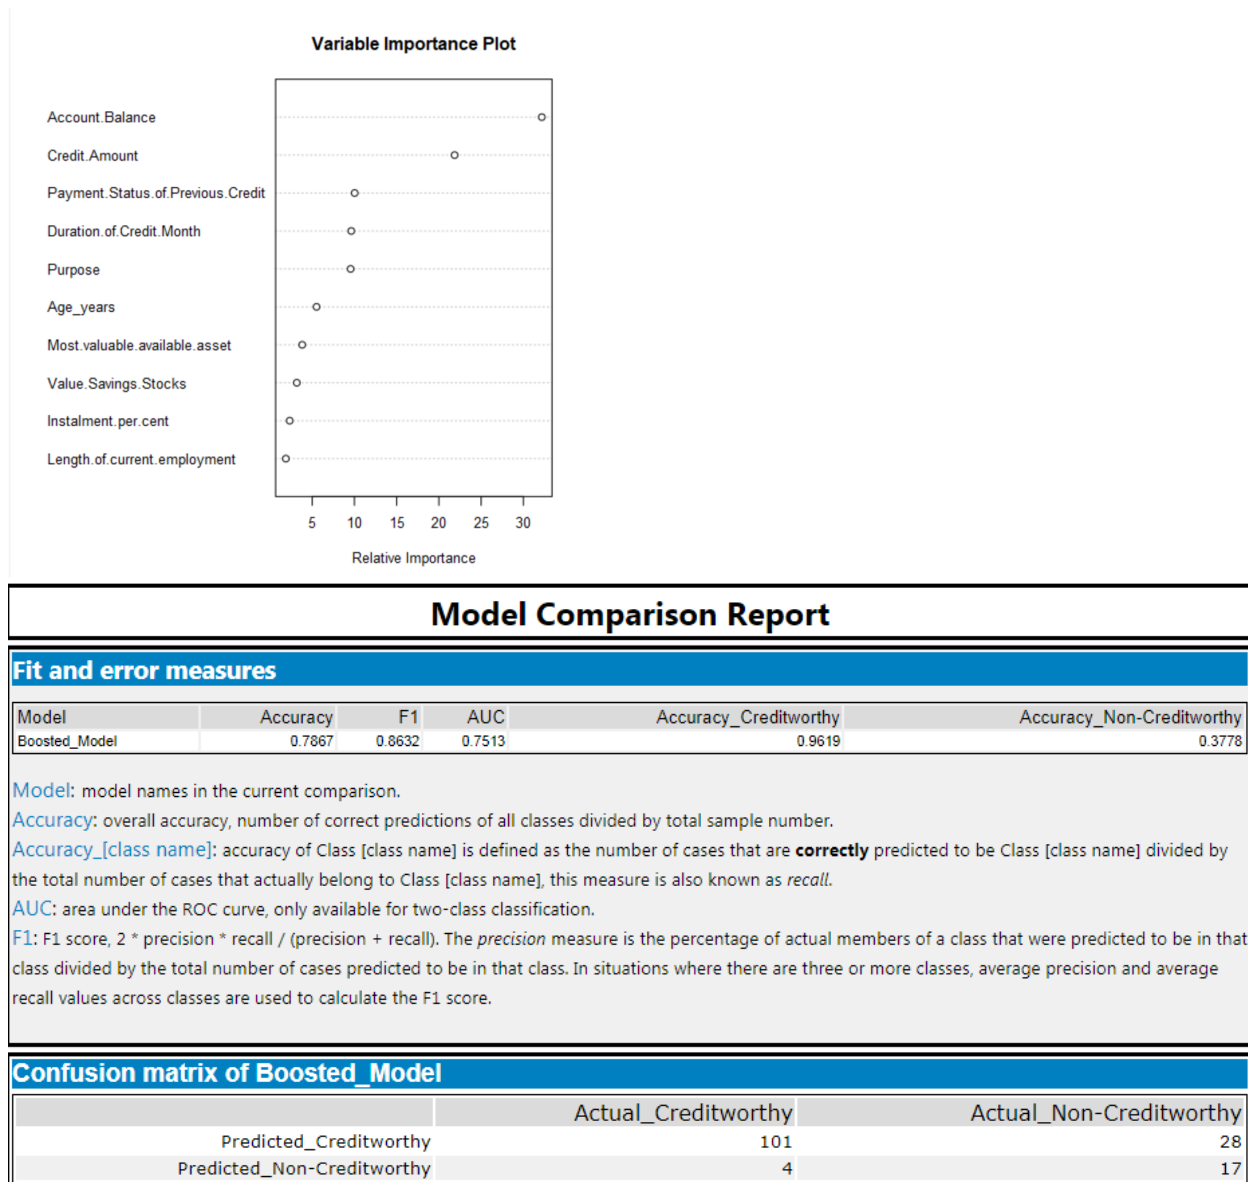 Variable Importance Plot
Account.Balance
Credit.Amount
Payment.Status.of.Previous.Credit
Duration.of.Credit.Month
Purpose
Age_years
Most.valuable.available.asset
Value.Savings.Stocks
Instalment.per.cent
Length.of.current.employment
5 10 15 20 25 30
Relative Importance
Model Comparison Report
Fit and error measures
Model Accuracy F1 AUC Accuracy_Creditworthy Accuracy_Non-Creditworthy
Boosted_Model 0.7867 0.8632 0.7513 0.9619 0.3778
Model: model names in the current comparison.
Accuracy: overall accuracy, number of correct predictions of all classes divided by total sample number.
Accuracy_[class name]: accuracy of Class [class name] is defined as the number of cases that are correctly predicted to be Class [class name] divided by
the total number of cases that actually belong to Class [class name], this measure is also known as recall.
AUC: area under the ROC curve, only available for two-class classification.
F1: F1 score, 2 * precision * recall / (precision + recall). The precision measure is the percentage of actual members of a class that were predicted to be in that
class divided by the total number of cases predicted to be in that class. In situations where there are three or more classes, average precision and average
recall values across classes are used to calculate the F1 score.
Confusion matrix of Boosted_Model
Actual_Creditworthy Actual_Non-Creditworthy
Predicted_Creditworthy 101 28
Predicted_Non-Creditworthy 4 17